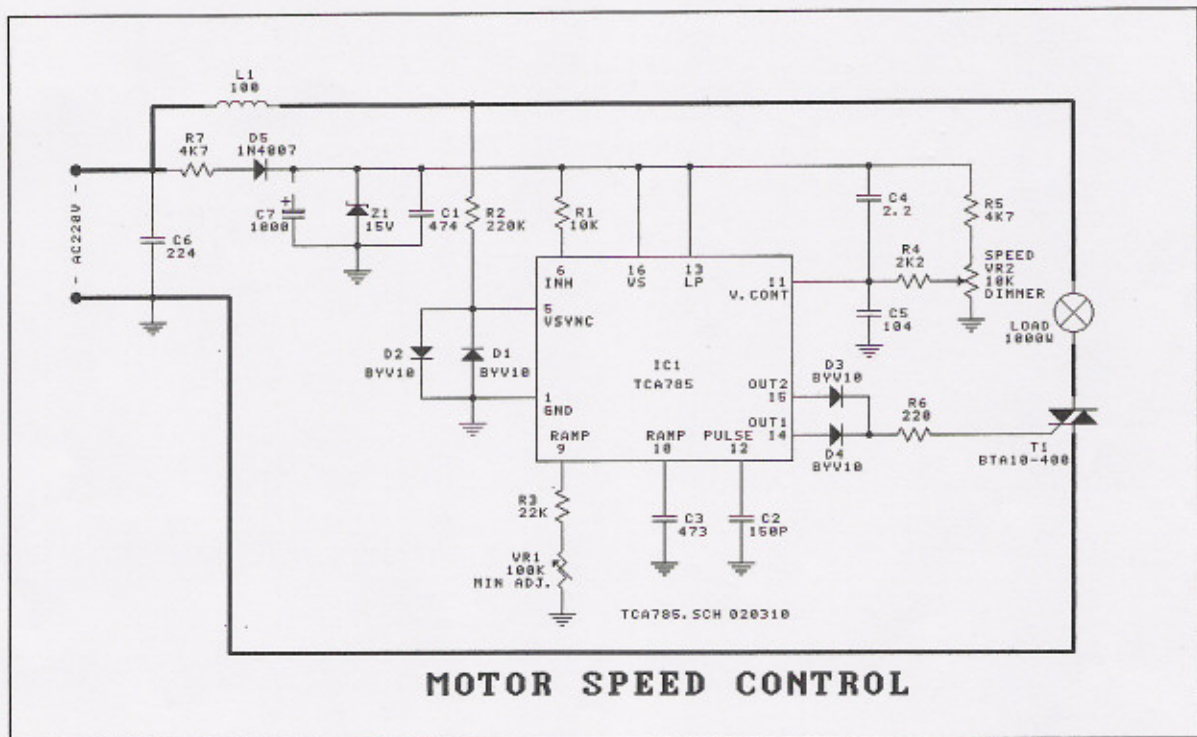 L1
100
R7
4K7
D5
1N4007
- AC220V -
C6
224
+
C7
1000
Z1
15V
C1
474
R2
220K
R1
10K
C4
2.2
R5
4K7
R4
2K2
SPEED
VR2
10K
DIMMER
6
INH
16
VS
13
LP
11
V.CONT
C5
104
LOAD
1000W
5
VSYNC
D2
BYV10
D1
BYV10
IC1
TCA785
1
GND
OUT2
15
OUT1
14
D3
BYV10
D4
BYV10
R6
220
T1
BTA10-400
RAMP
9
RAMP
10
PULSE
12
R3
22K
C3
473
C2
150P
VR1
100K
MIN ADJ.
TCA785.SCH 020310
MOTOR SPEED CONTROL